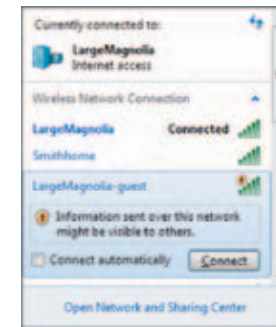 Currently connected to:
LargeMagnolia
Internet access
Wireless Network Connection
LargeMagnolia Connected
Smithhome
LargeMagnolia-guest
Information sent over this network
might be visible to others.
Connect automatically Connect
Open Network and Sharing Center